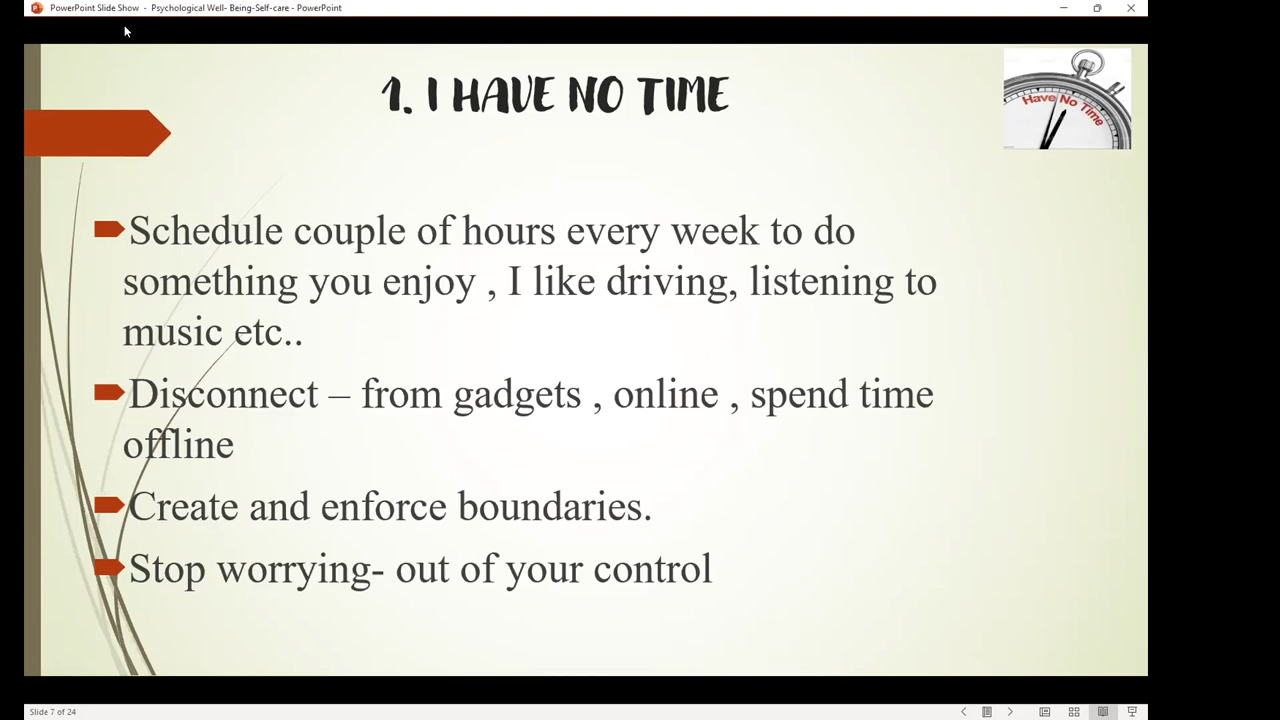 PowerPoint Slide Show - Psychological Well- Being-Self-care - PowerPoint
1. I HAVE NO TIME
Have No Time
Schedule couple of hours every week to do
something you enjoy , I like driving, listening to
music etc..
Disconnect – from gadgets , online , spend time
offline
Create and enforce boundaries.
Stop worrying- out of your control
Slide 7 of 24